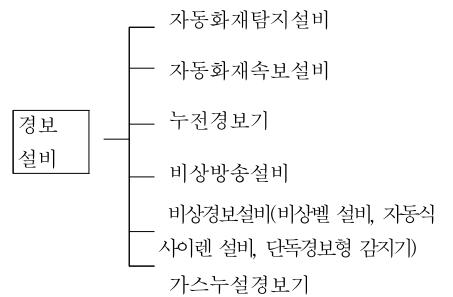 자동화재탐지설비
자동화재속보설비
누전경보기
경보
설비
비상방송설비
비상경보설비(비상벨 설비, 자동식
사이렌 설비, 단독경보형 감지기)
가스누설경보기